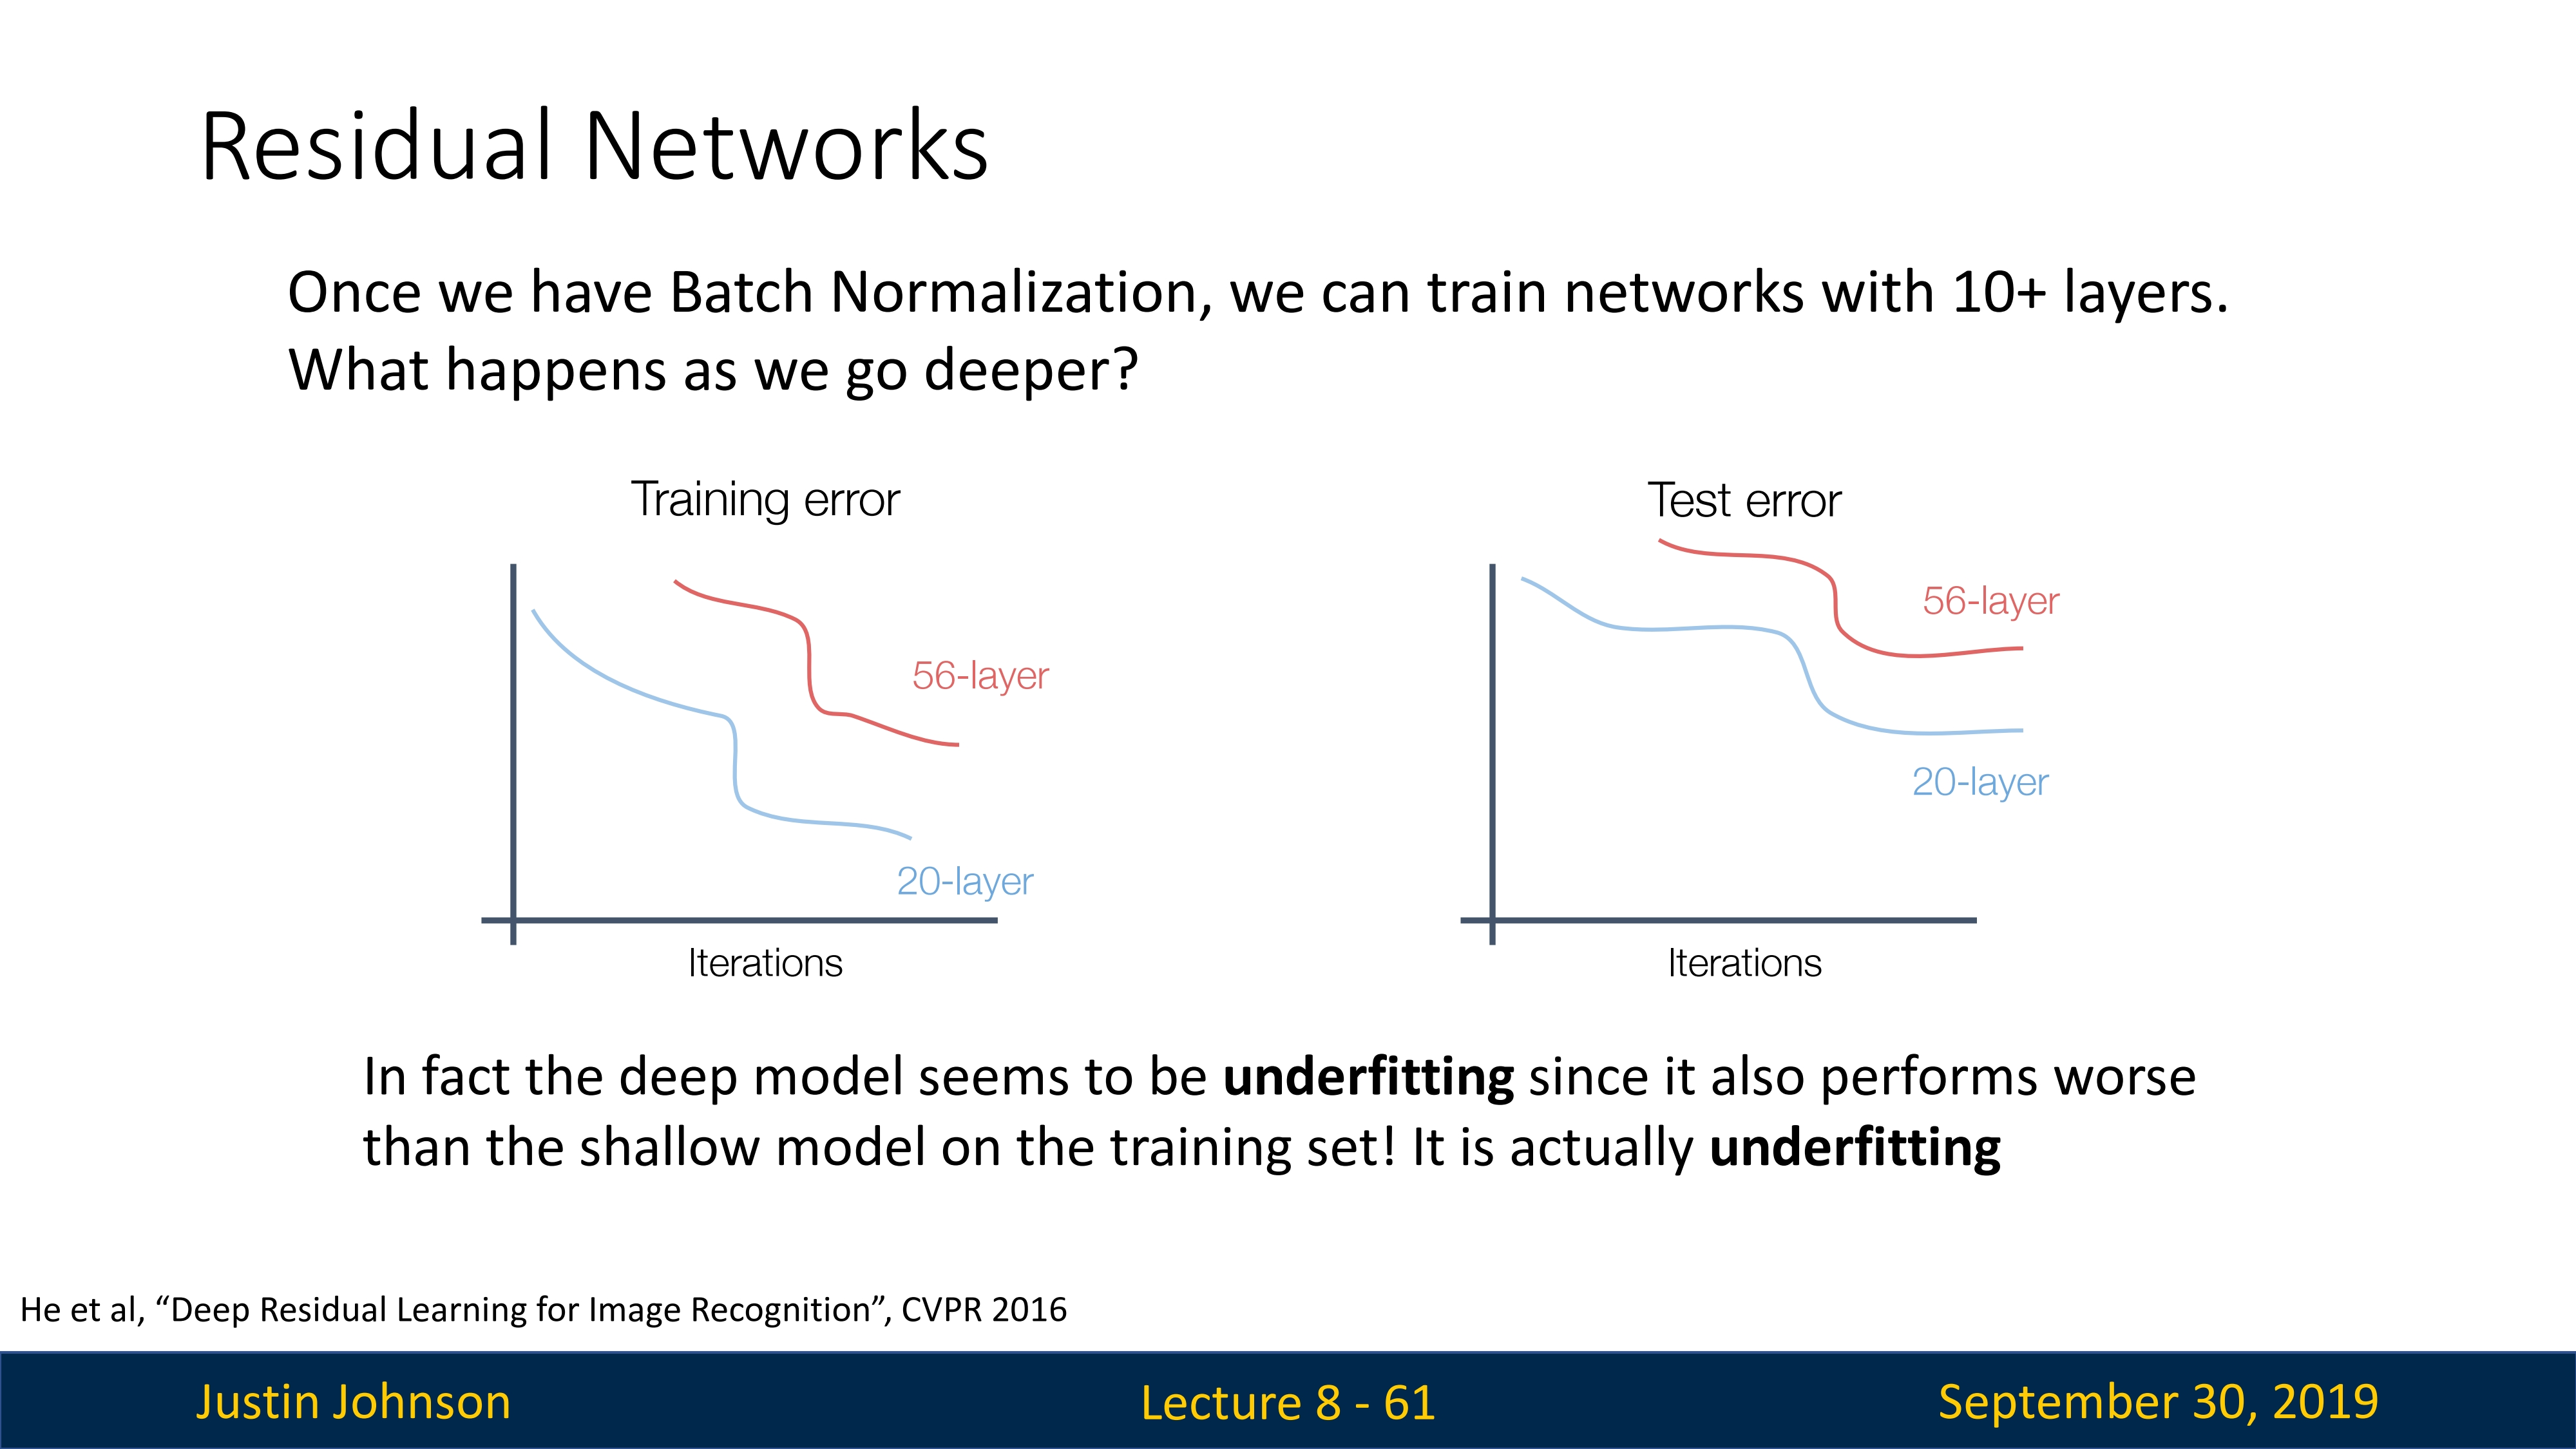 Residual Networks
Once we have Batch Normalization, we can train networks with 10+ layers.
What happens as we go deeper?
Training error
56-layer
20-layer
Iterations
Test error
56-layer
20-layer
Iterations
In fact the deep model seems to be underfitting since it also performs worse
than the shallow model on the training set! It is actually underfitting
He et al, “Deep Residual Learning for Image Recognition”, CVPR 2016
Justin Johnson
Lecture 8 - 61
September 30, 2019